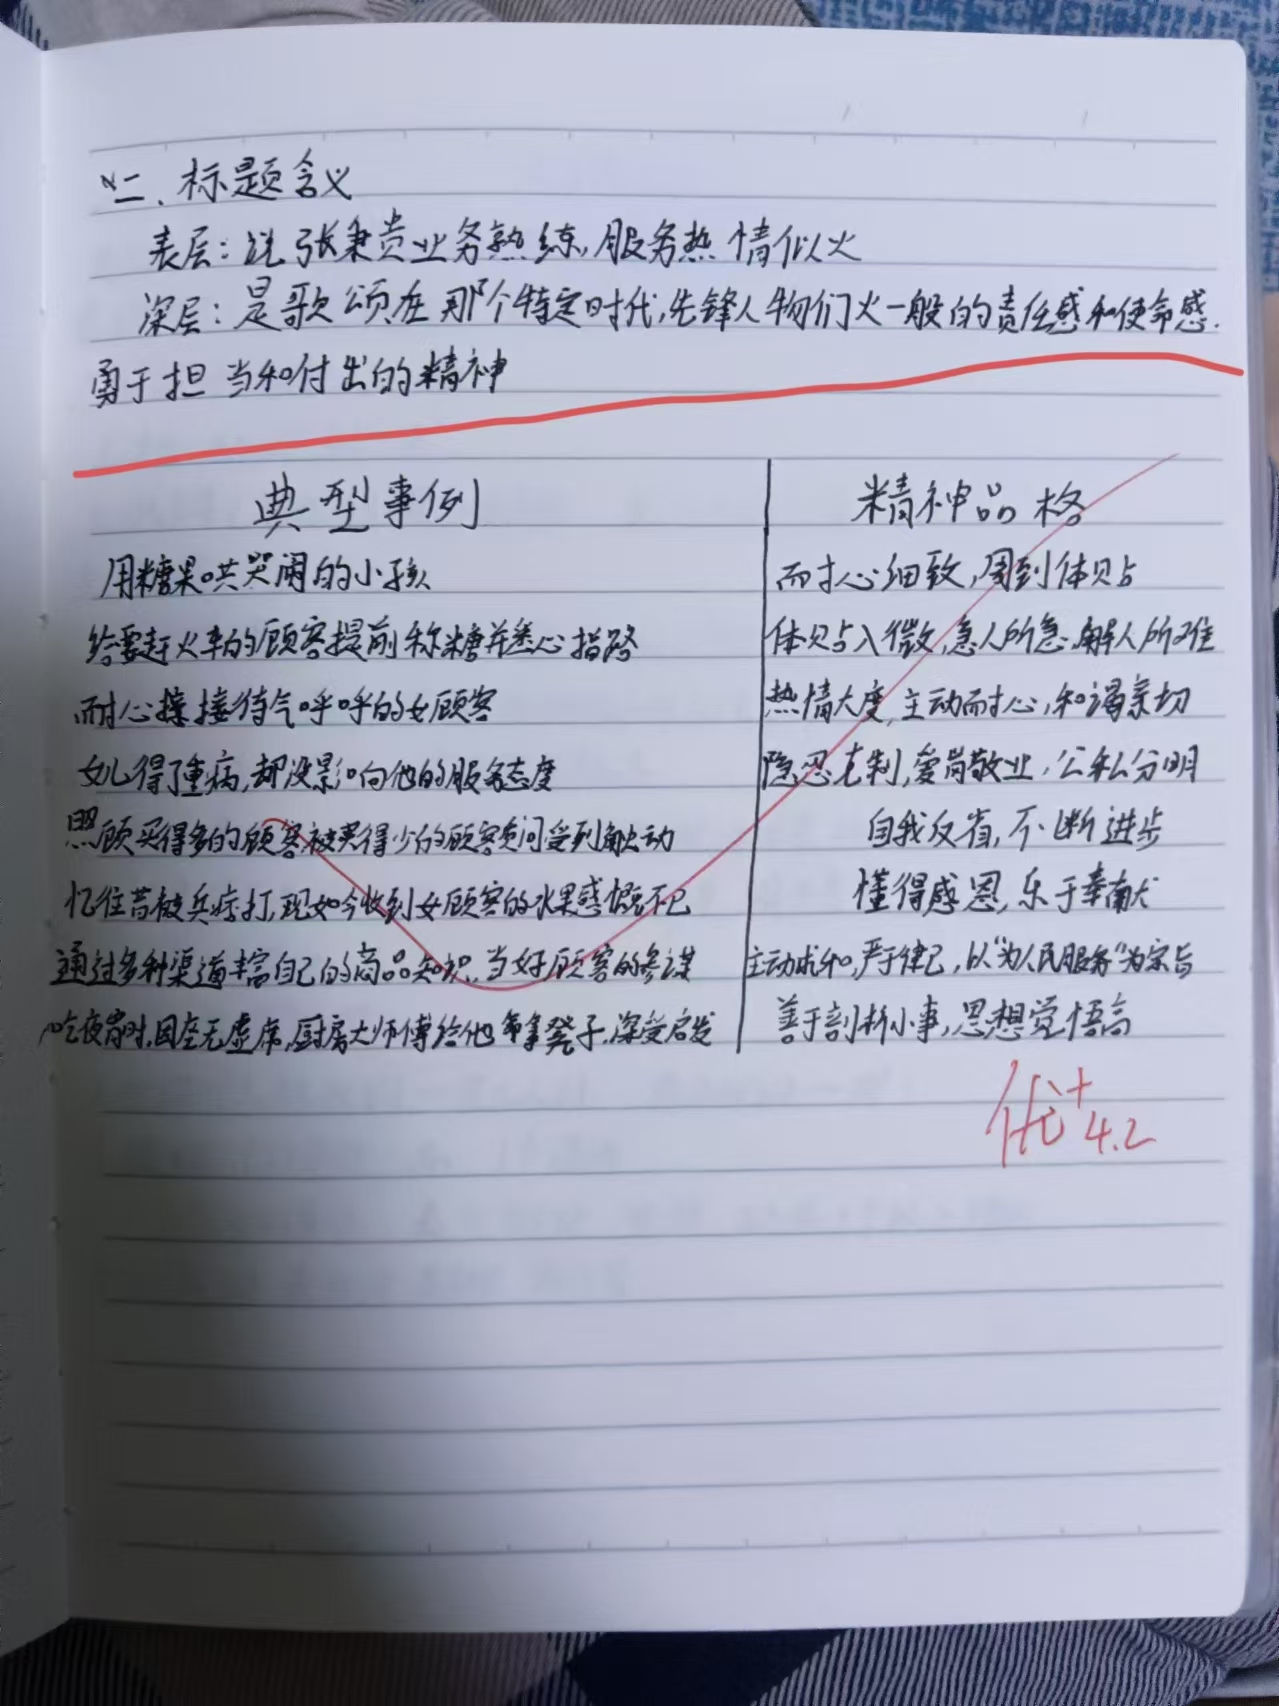 二、标题含义
表层：说张秉贵业务熟练，服务热情似火
深层：是歌颂在那个特定时代，先锋人物们火一般的责任感和使命感．
勇于担当和付出的精神
典型事例 精神品格
用糖果哄哭闹的小孩 耐心细致，周到体贴
给要赶火车的顾客提前称糖并悉心指路 体贴入微，急人所急．解人所难
耐心接待气呼呼的女顾客 热情大度，主动耐心，和谒亲切
女儿得了重病，却没影响他的服务态度 隐忍克制，爱岗敬业，公私分明
照顾买得多的顾客被买得少的顾客质问受到触动 自我反省，不断进步
忆往昔被兵痞打，现如今收到女顾客的水果感慨不已 懂得感恩，乐于奉献
通过多种渠道丰富自己的商品知识．当好顾客的参谋 主动求知，严于律己，以“为人民服务”为宗旨
吃夜宵时，因座无虚席，厨房大师傅给他拿凳子．深受启发 善于剖析小事，思想觉悟高
优+ 4.2